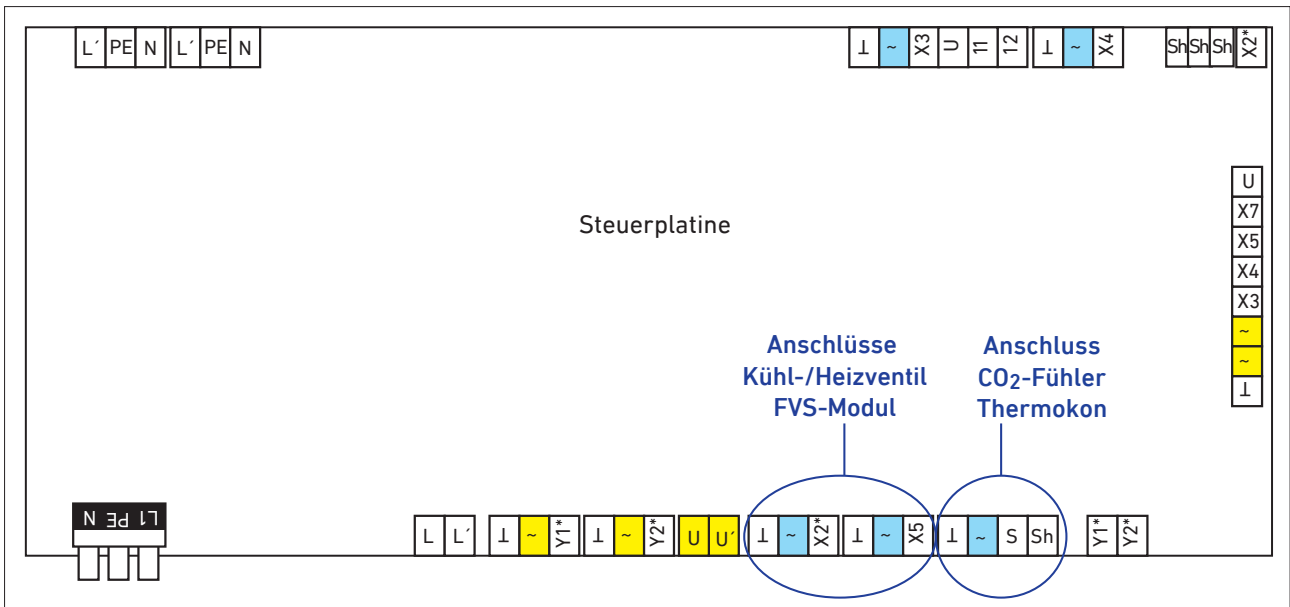 L´ PE N L´ PE N
⊥ ~ X3 U 11 12 ⊥ ~ X4
Sh Sh Sh X2*
Steuerplatine
U
X7
X5
X4
X3
~
~
⊥
Anschlüsse
Kühl-/Heizventil
FVS-Modul
Anschluss
CO2-Fühler
Thermokon
N PE L1
L L´ ⊥ ~ Y1* ⊥ ~ Y2* U U´ ⊥ ~ X2* ⊥ ~ X5 ⊥ ~ S Sh Y1* Y2*